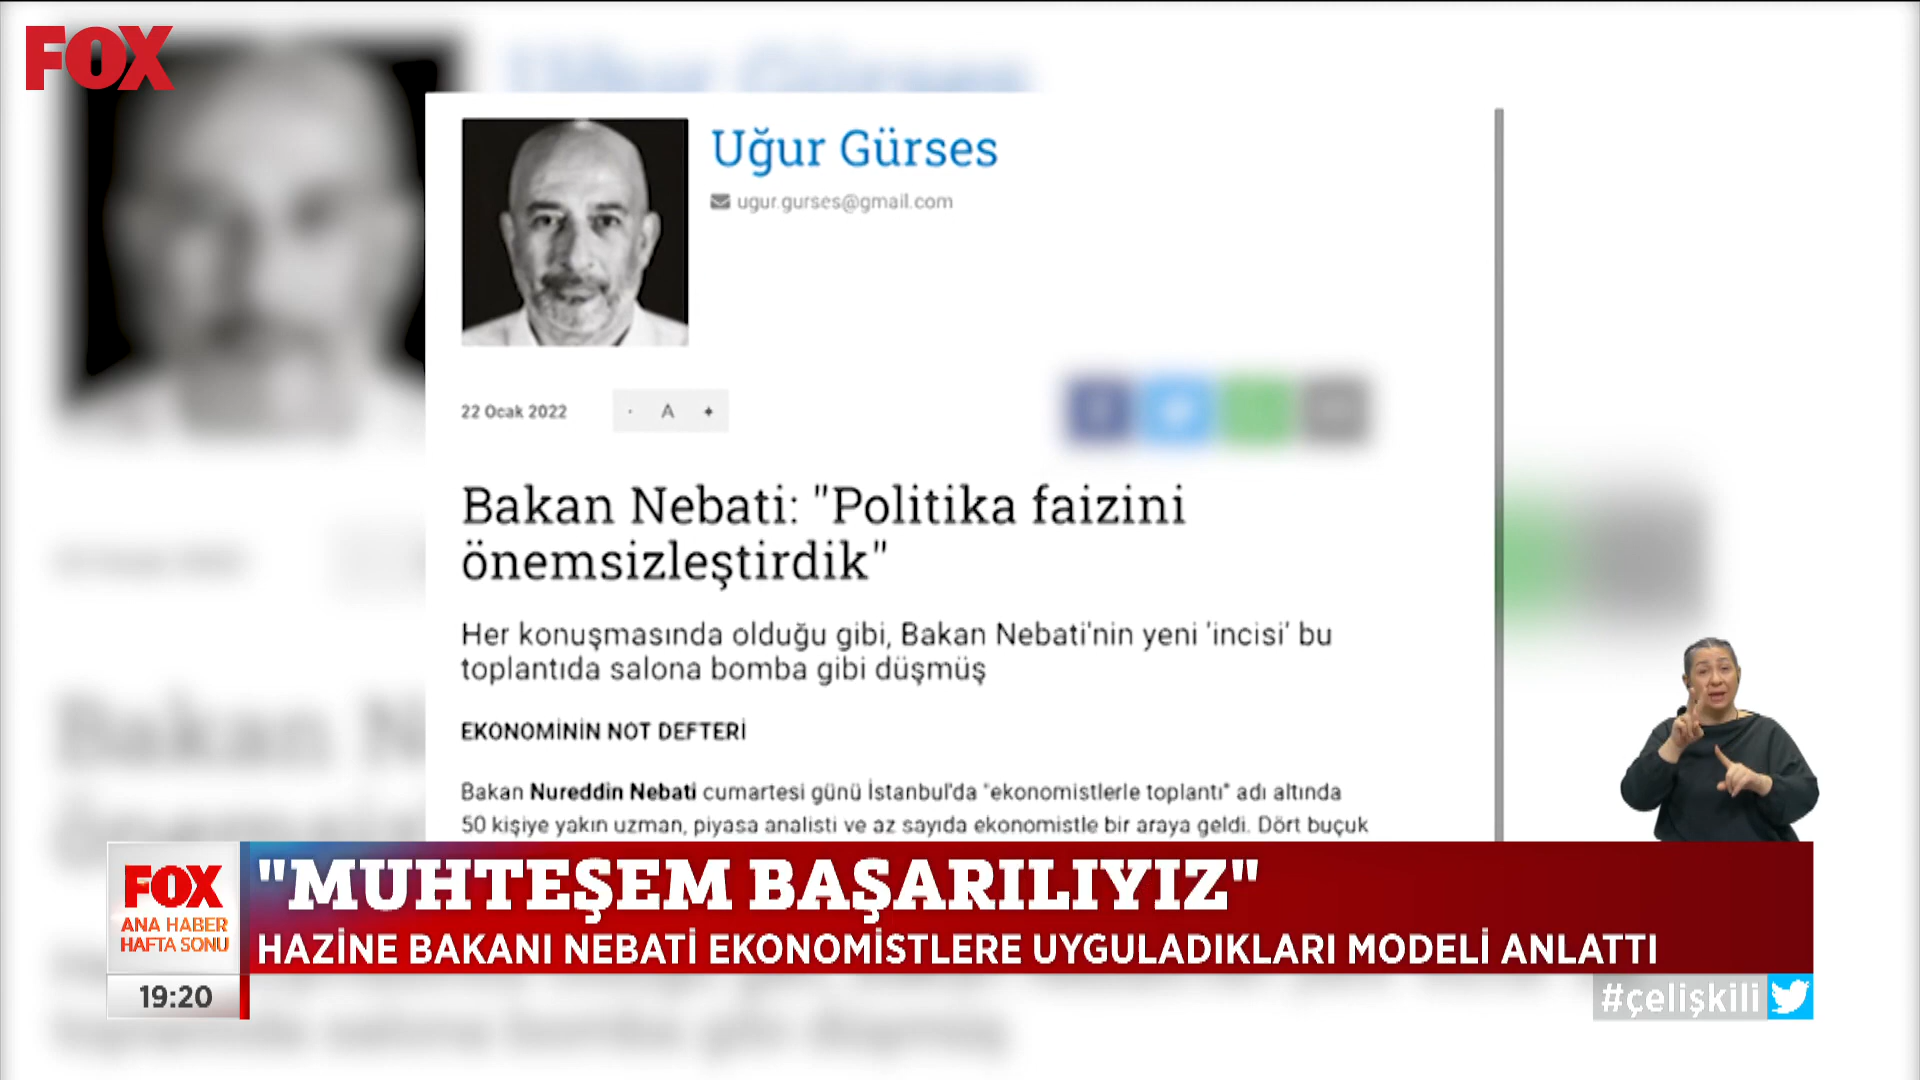 FOX
Uğur Gürses
ugur.gurses@gmail.com
22 Ocak 2022
- A +
Bakan Nebati: "Politika faizini
önemsizleştirdik"
Her konuşmasında olduğu gibi, Bakan Nebati'nin yeni 'incisi' bu
toplantıda salona bomba gibi düşmüş
EKONOMİNİN NOT DEFTERİ
Bakan Nureddin Nebati cumartesi günü İstanbul'da "ekonomistlerle toplantı" adı altında
50 kişiye yakın uzman, piyasa analisti ve az sayıda ekonomistle bir araya geldi. Dört buçuk
FOX
ANA HABER
HAFTA SONU
19:20
"MUHTEŞEM BAŞARILIYIZ"
HAZİNE BAKANI NEBATİ EKONOMİSTLERE UYGULADIKLARI MODELİ ANLATTI
#çelişkili